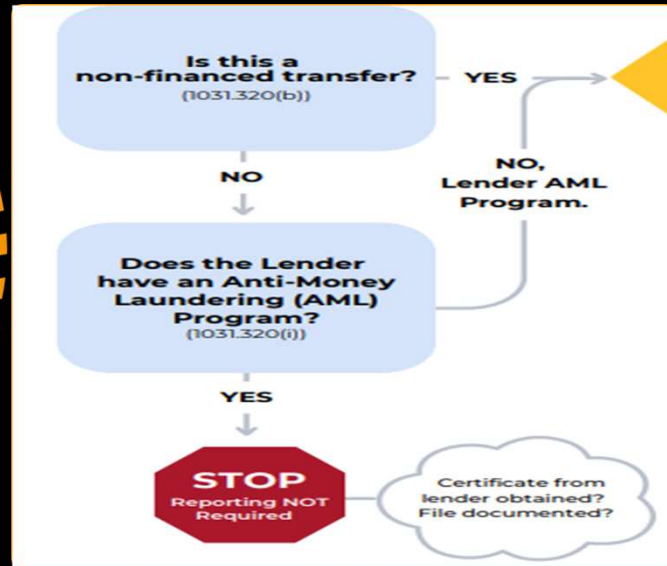 Is this a
non-financed transfer?
(1031.320(b))
YES
NO
NO,
Lender AML
Program.
Does the Lender
have an Anti-Money
Laundering (AML)
Program?
(1031.320(i))
YES
STOP
Reporting NOT
Required
Certificate from
lender obtained?
File documented?